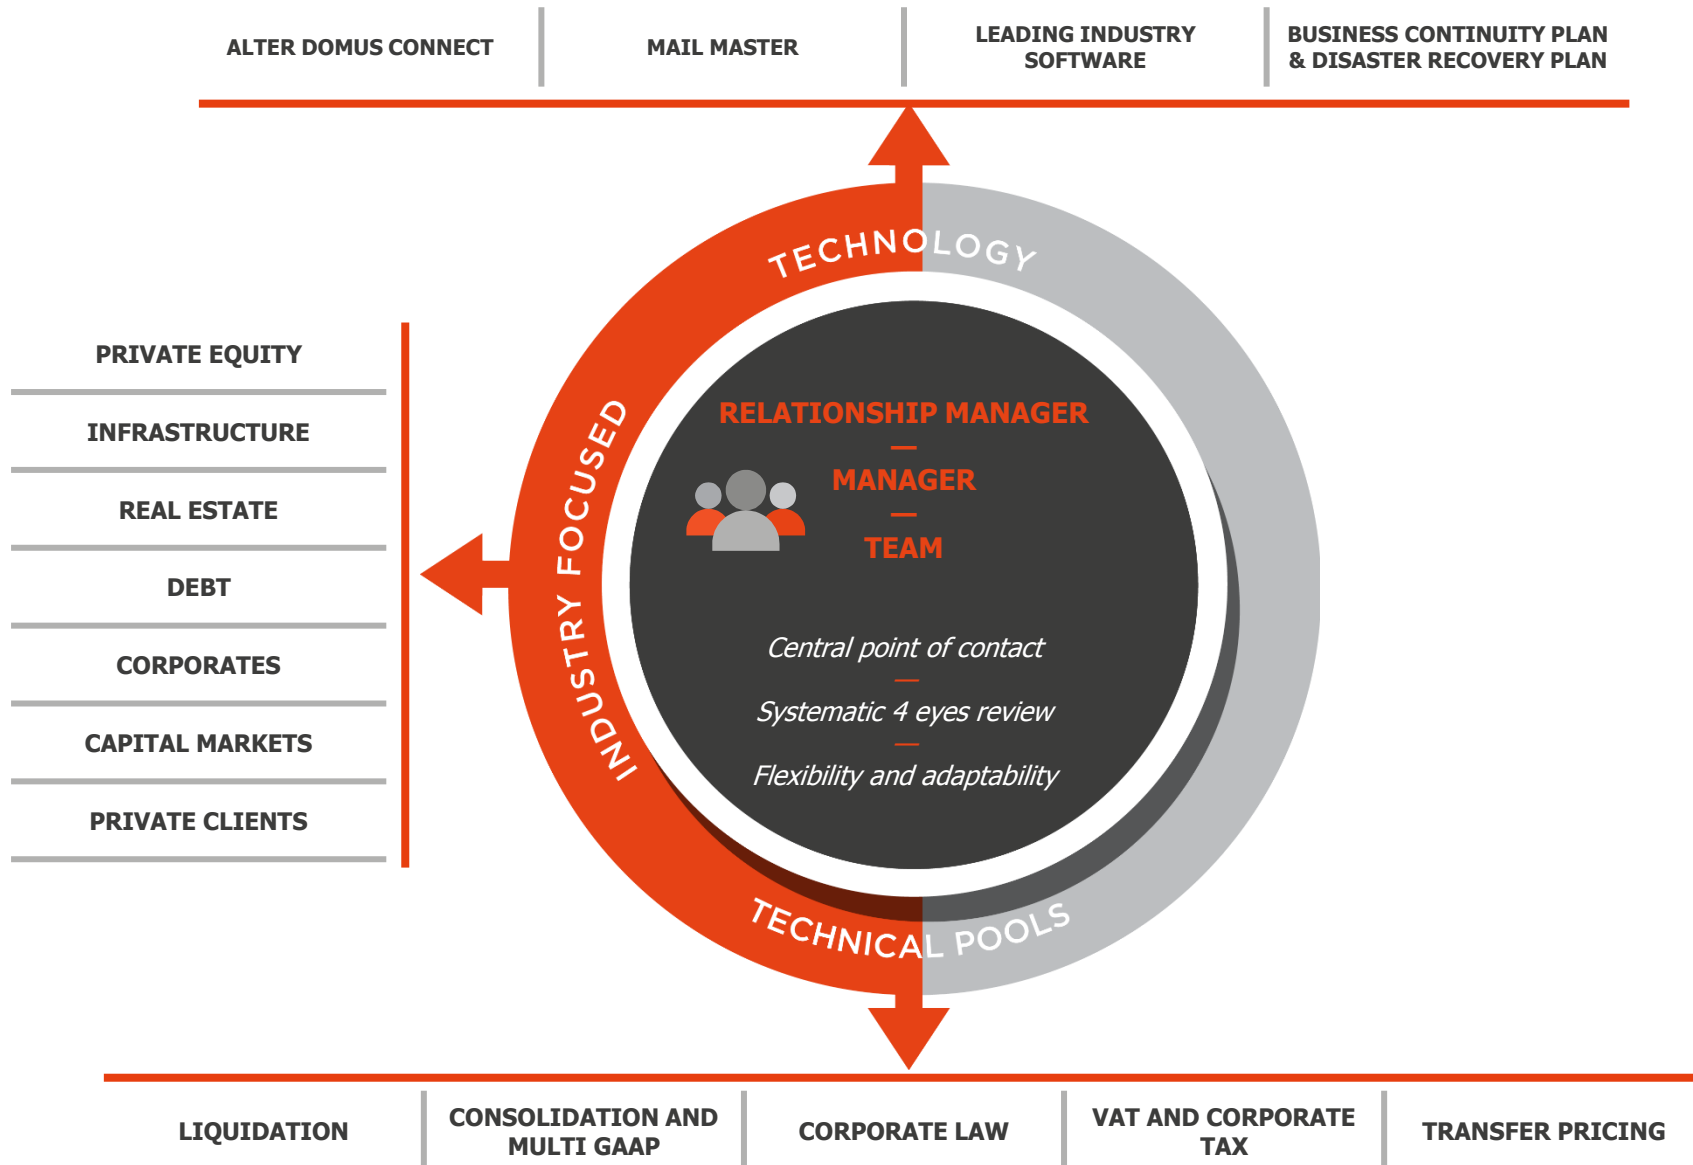 ALTER DOMUS CONNECT
MAIL MASTER
LEADING INDUSTRY
SOFTWARE
BUSINESS CONTINUITY PLAN
& DISASTER RECOVERY PLAN
TECHNOLOGY
PRIVATE EQUITY
INFRASTRUCTURE
REAL ESTATE
DEBT
CORPORATES
CAPITAL MARKETS
PRIVATE CLIENTS
INDUSTRY FOCUSED
RELATIONSHIP MANAGER
MANAGER
TEAM
Central point of contact
Systematic 4 eyes review
Flexibility and adaptability
TECHNICAL POOLS
LIQUIDATION
CONSOLIDATION AND
MULTI GAAP
CORPORATE LAW
VAT AND CORPORATE
TAX
TRANSFER PRICING